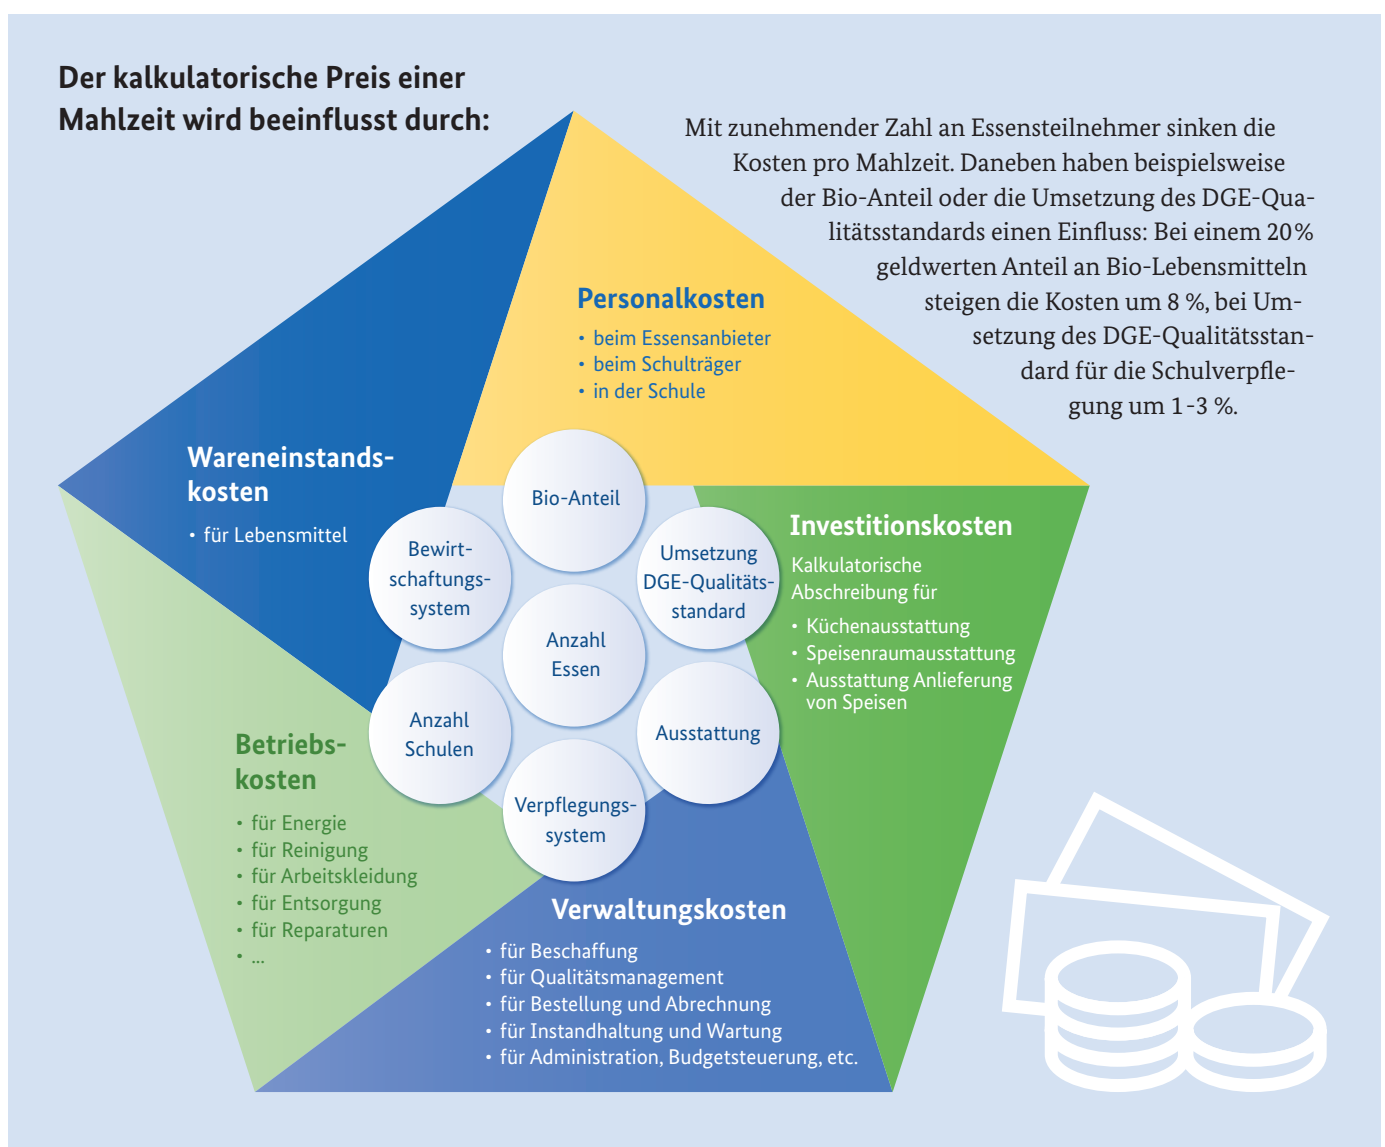 Der kalkulatorische Preis einer
Mahlzeit wird beeinflusst durch:
Mit zunehmender Zahl an Essensteilnehmer sinken die
Kosten pro Mahlzeit. Daneben haben beispielsweise
der Bio-Anteil oder die Umsetzung des DGE-Qua-
litätsstandards einen Einfluss: Bei einem 20%
geldwerten Anteil an Bio-Lebensmitteln
steigen die Kosten um 8 %, bei Um-
setzung des DGE-Qualitätsstan-
dard für die Schulverpfle-
gung um 1-3 %.
Personalkosten
• beim Essensanbieter
• beim Schulträger
• in der Schule
Wareneinstands-
kosten
• für Lebensmittel
Investitionskosten
Kalkulatorische
Abschreibung für
• Küchenausstattung
• Speisenraumausstattung
• Ausstattung Anlieferung
von Speisen
Bio-Anteil
Bewirt-
schaftungs-
system
Umsetzung
DGE-Qualitäts-
standard
Anzahl
Essen
Anzahl
Schulen
Ausstattung
Verpflegungs-
system
Betriebs-
kosten
• für Energie
• für Reinigung
• für Arbeitskleidung
• für Entsorgung
• für Reparaturen
• ...
Verwaltungskosten
• für Beschaffung
• für Qualitätsmanagement
• für Bestellung und Abrechnung
• für Instandhaltung und Wartung
• für Administration, Budgetsteuerung, etc.